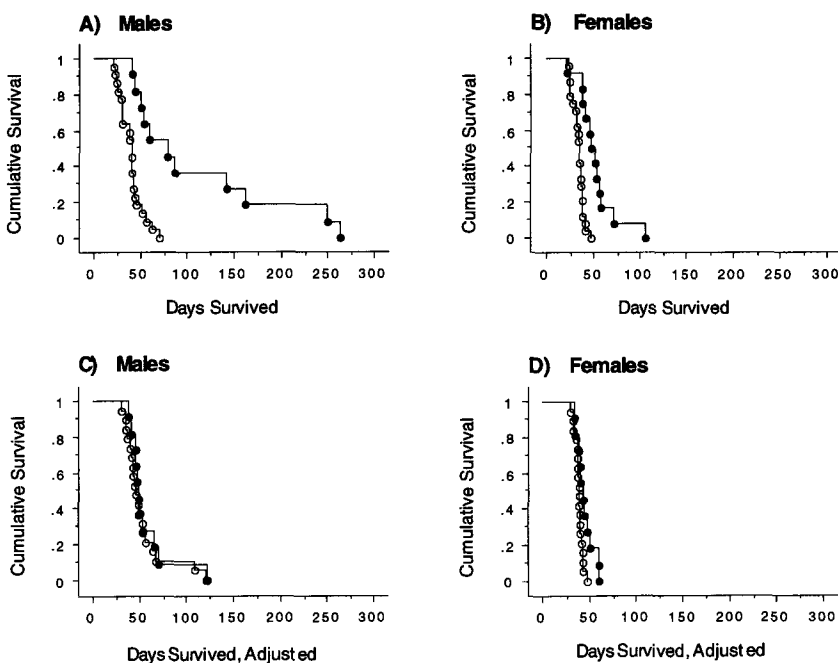 A) Males
Cumulative Survival
1
.8
.6
.4
.2
0
0 50 100 150 200 250 300
Days Survived
B) Females
Cumulative Survival
1
.8
.6
.4
.2
0
0 50 100 150 200 250 300
Days Survived
C) Males
Cumulative Survival
1
.8
.6
.4
.2
0
0 50 100 150 200 250 300
Days Survived, Adjusted
D) Females
Cumulative Survival
1
.8
.6
.4
.2
0
0 50 100 150 200 250 300
Days Survived, Adjusted